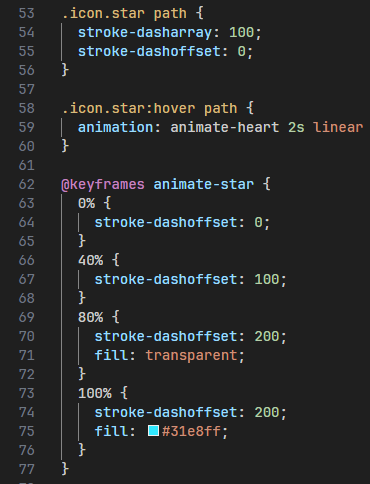 53 .icon.star path {
54 stroke-dasharray: 100;
55 stroke-dashoffset: 0;
56 }
57
58 .icon.star:hover path {
59 animation: animate-heart 2s linear
60 }
61
62 @keyframes animate-star {
63 0% {
64 stroke-dashoffset: 0;
65 }
66 40% {
67 stroke-dashoffset: 100;
68 }
69 80% {
70 stroke-dashoffset: 200;
71 fill: transparent;
72 }
73 100% {
74 stroke-dashoffset: 200;
75 fill: #31e8ff;
76 }
77 }